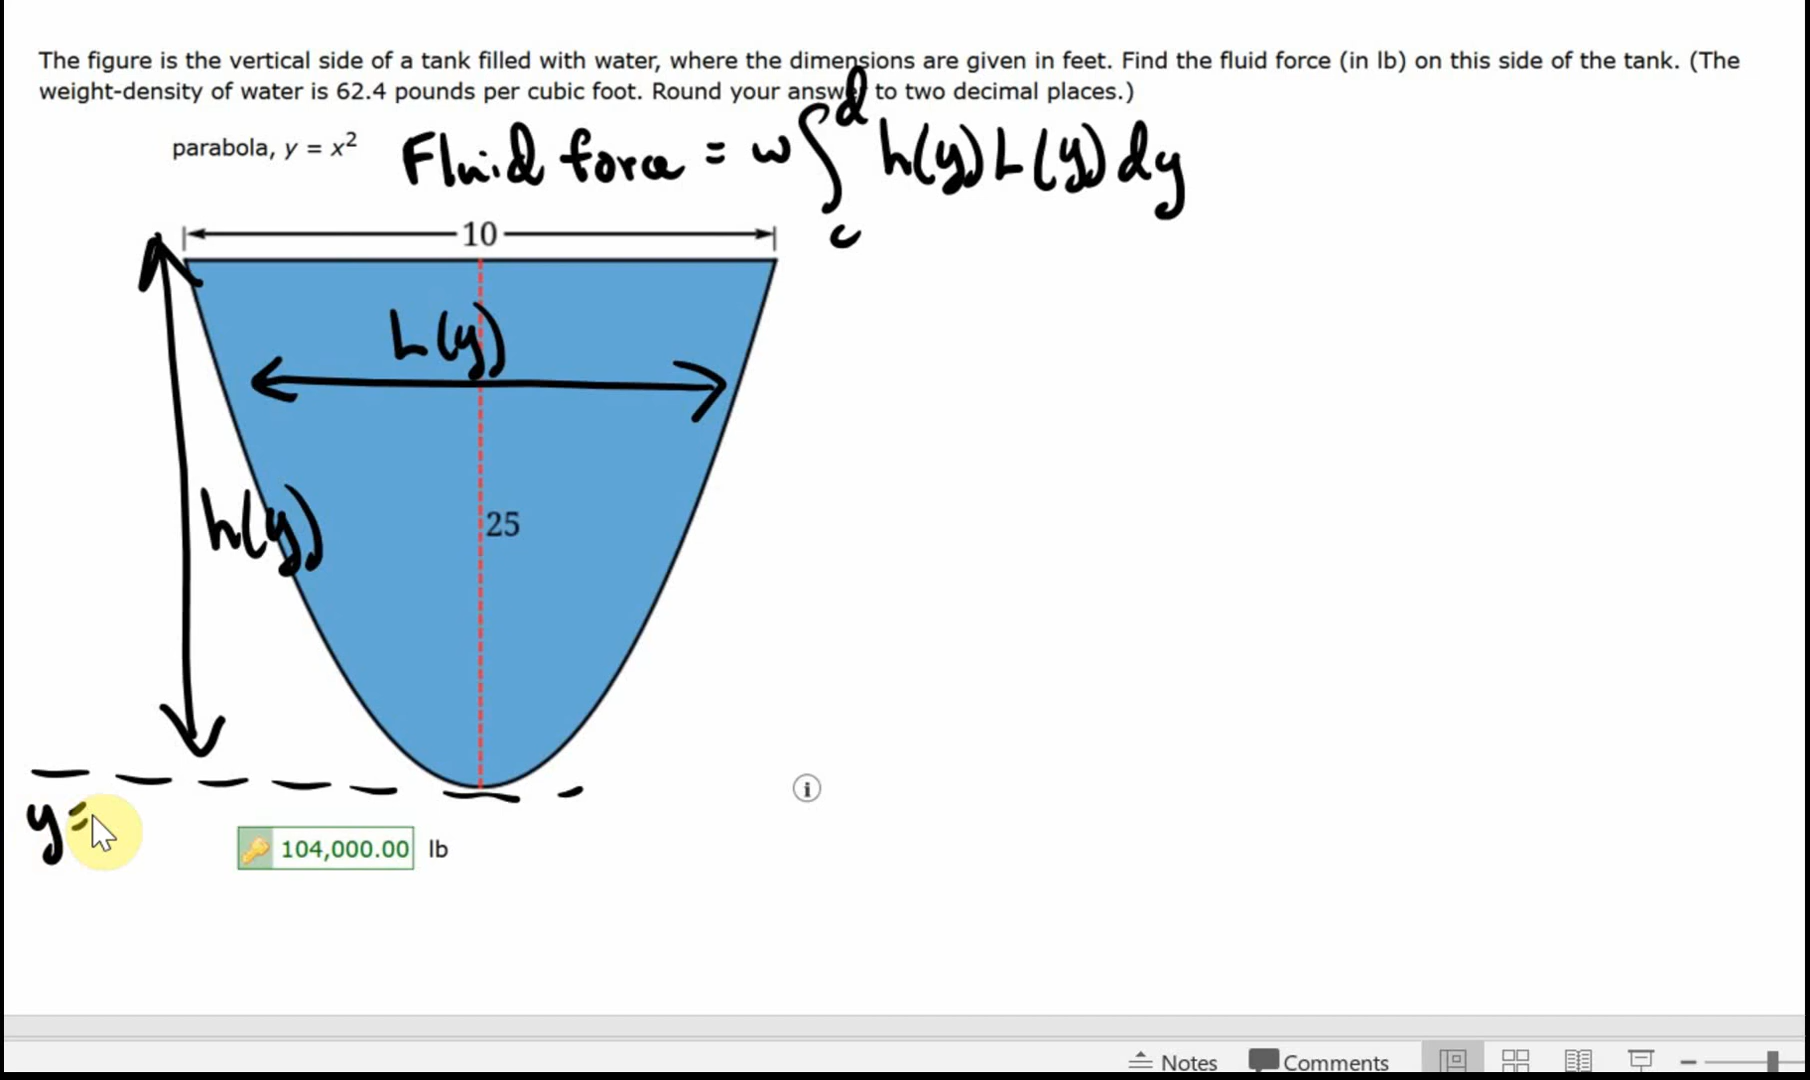 The figure is the vertical side of a tank filled with water, where the dimensions are given in feet. Find the fluid force (in lb) on this side of the tank. (The
weight-density of water is 62.4 pounds per cubic foot. Round your answer to two decimal places.)
parabola, y = x²
Fluid force = w ∫_c^d h(y) L(y) dy
10
L(y)
h(y)
25
y=
104,000.00 lb
Notes Comments